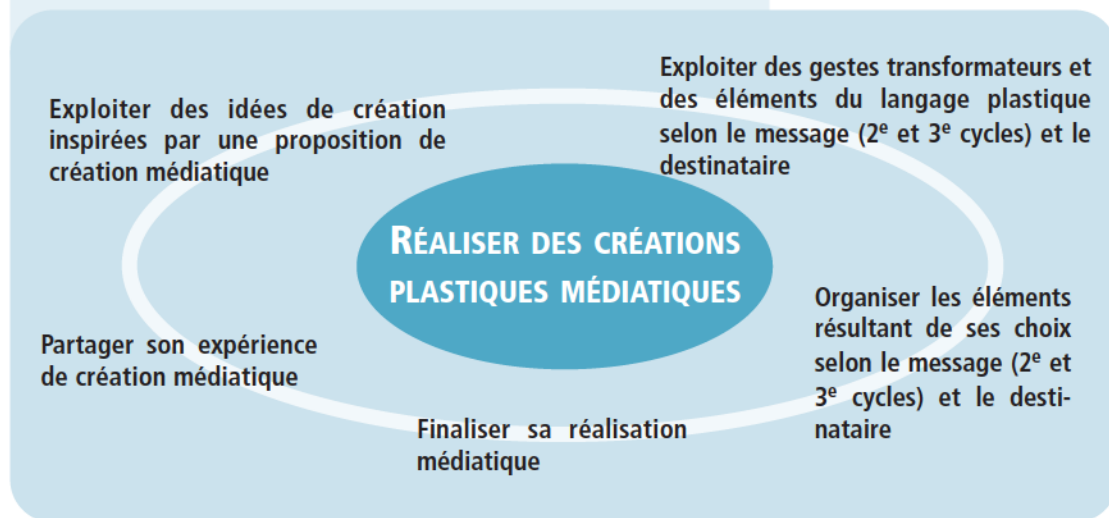 Exploiter des idées de création
inspirées par une proposition de
création médiatique
Exploiter des gestes transformateurs et
des éléments du langage plastique
selon le message (2e et 3e cycles) et le
destinataire
RÉALISER DES CRÉATIONS
PLASTIQUES MÉDIATIQUES
Organiser les éléments
résultant de ses choix
selon le message (2e et
3e cycles) et le desti-
nataire
Partager son expérience
de création médiatique
Finaliser sa réalisation
médiatique